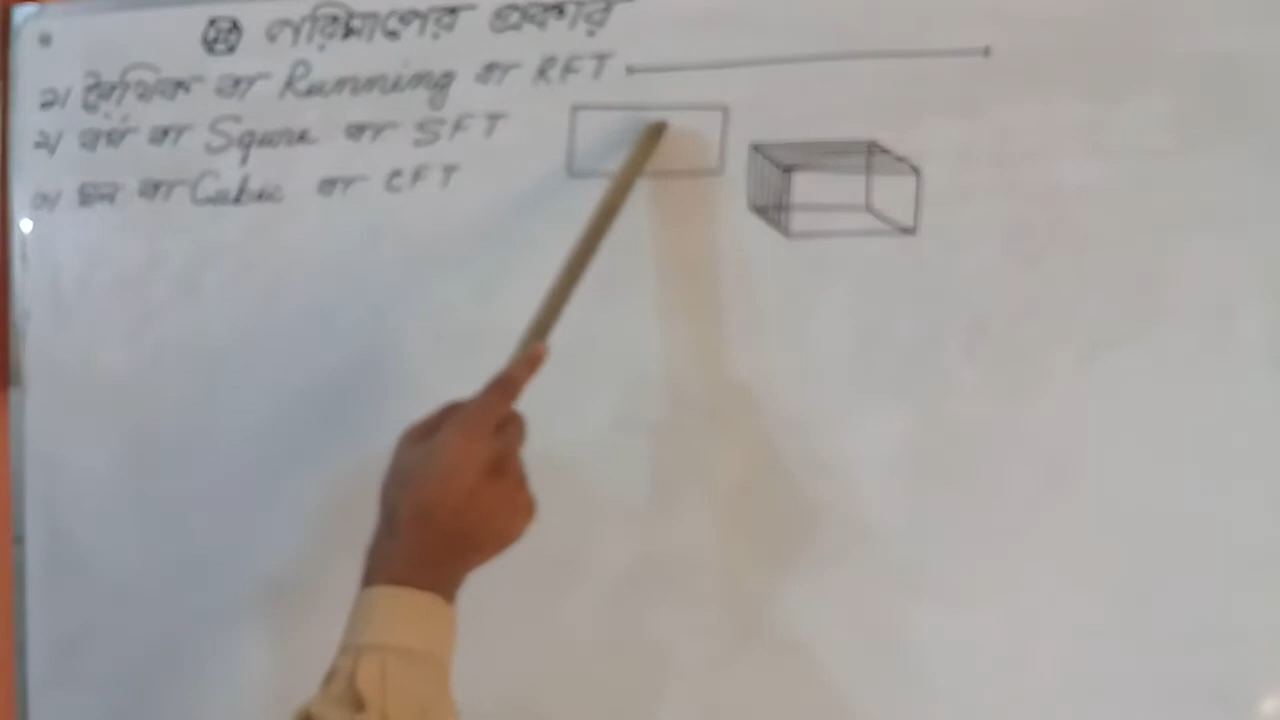 পরিমাপের প্রকার
১। রৈখিক বা Running বা RFT
২। বর্গ বা Square বা SFT
৩। ঘন বা Cubic বা CFT